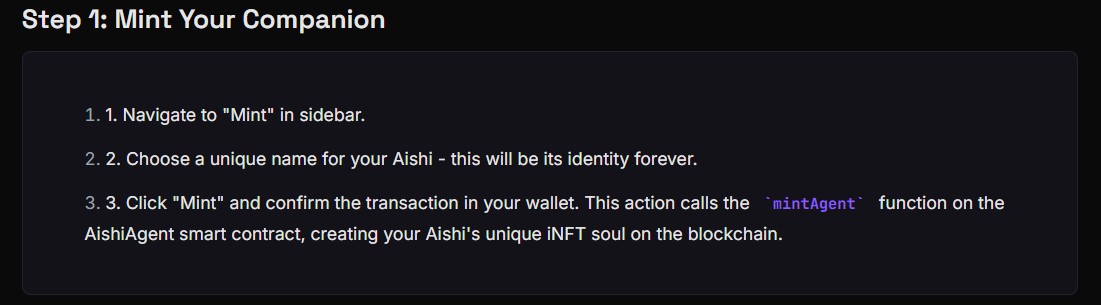 Step 1: Mint Your Companion
1. 1. Navigate to "Mint" in sidebar.
2. 2. Choose a unique name for your Aishi - this will be its identity forever.
3. 3. Click "Mint" and confirm the transaction in your wallet. This action calls the `mintAgent` function on the
AishiAgent smart contract, creating your Aishi's unique iNFT soul on the blockchain.